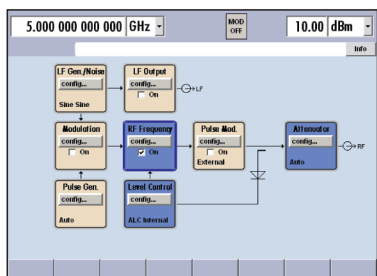 5.000 000 000 000 GHz
MOD OFF
10.00 dBm
Info
LF Gen./Noise
config...
Sine Sine
LF Output
config...
On
LF
Modulation
config...
On
RF Frequency
config...
On
Pulse Mod.
config...
On
External
Attenuator
config...
Auto
RF
Pulse Gen.
config...
Auto
Level Control
config...
ALC Internal